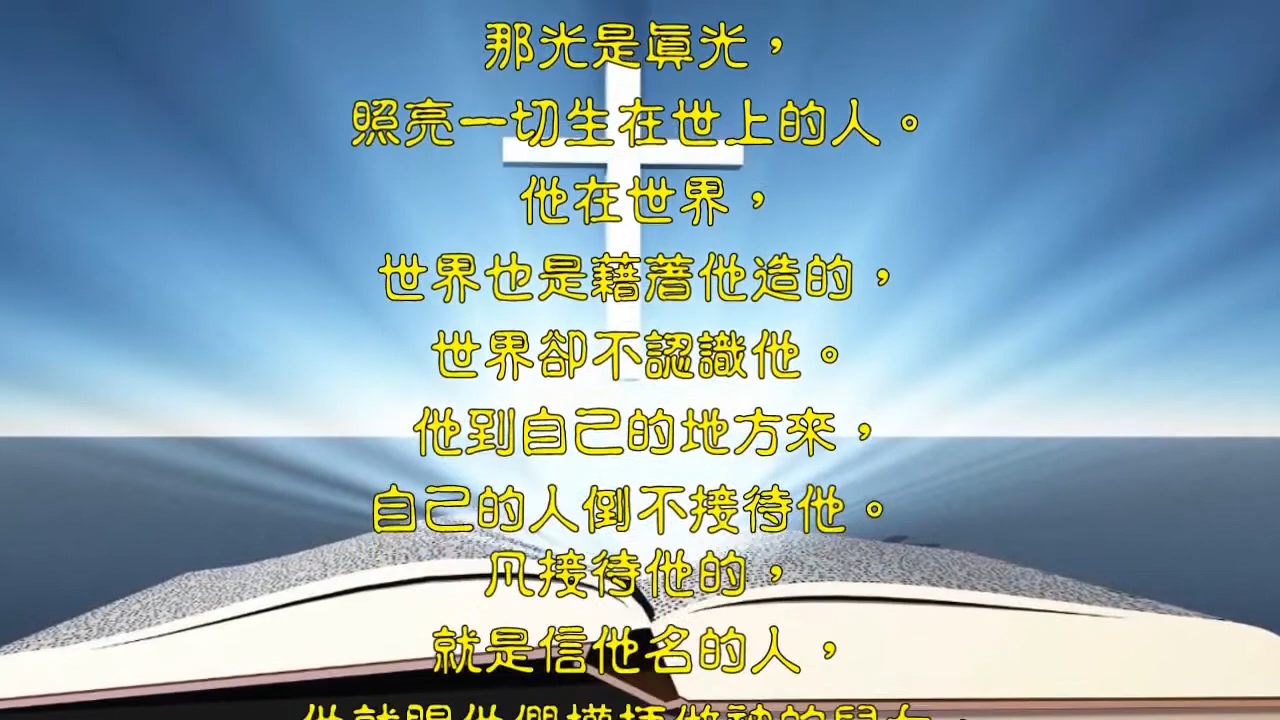 那光是眞光，
照亮一切生在世上的人。
他在世界，
世界也是藉著他造的，
世界卻不認識他。
他到自己的地方來，
自己的人倒不接待他。
凡接待他的，
就是信他名的人，